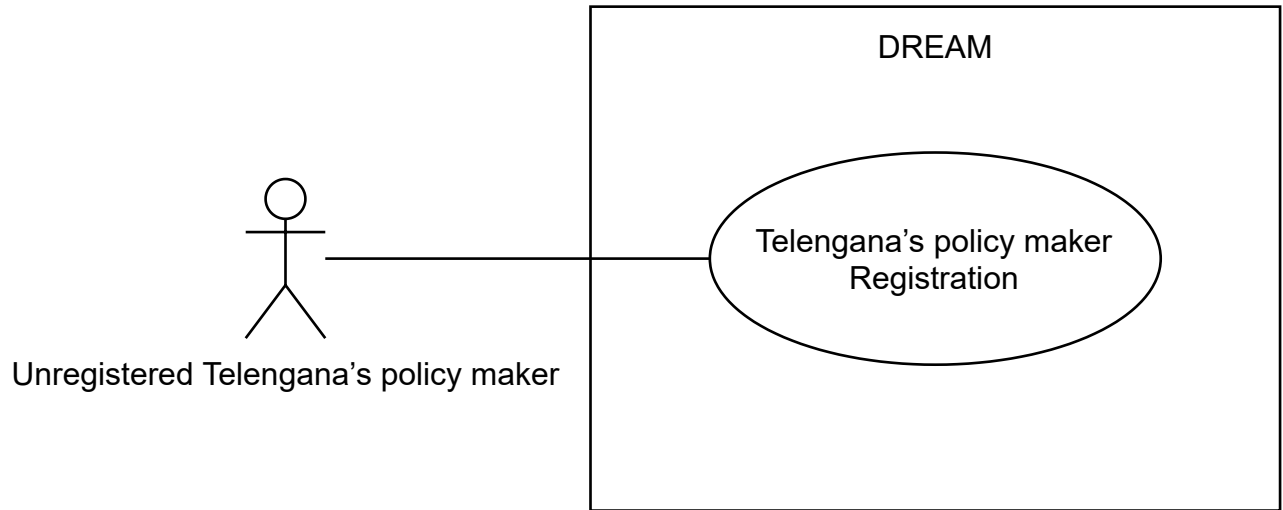 DREAM
Telengana’s policy maker
Registration
Unregistered Telengana’s policy maker